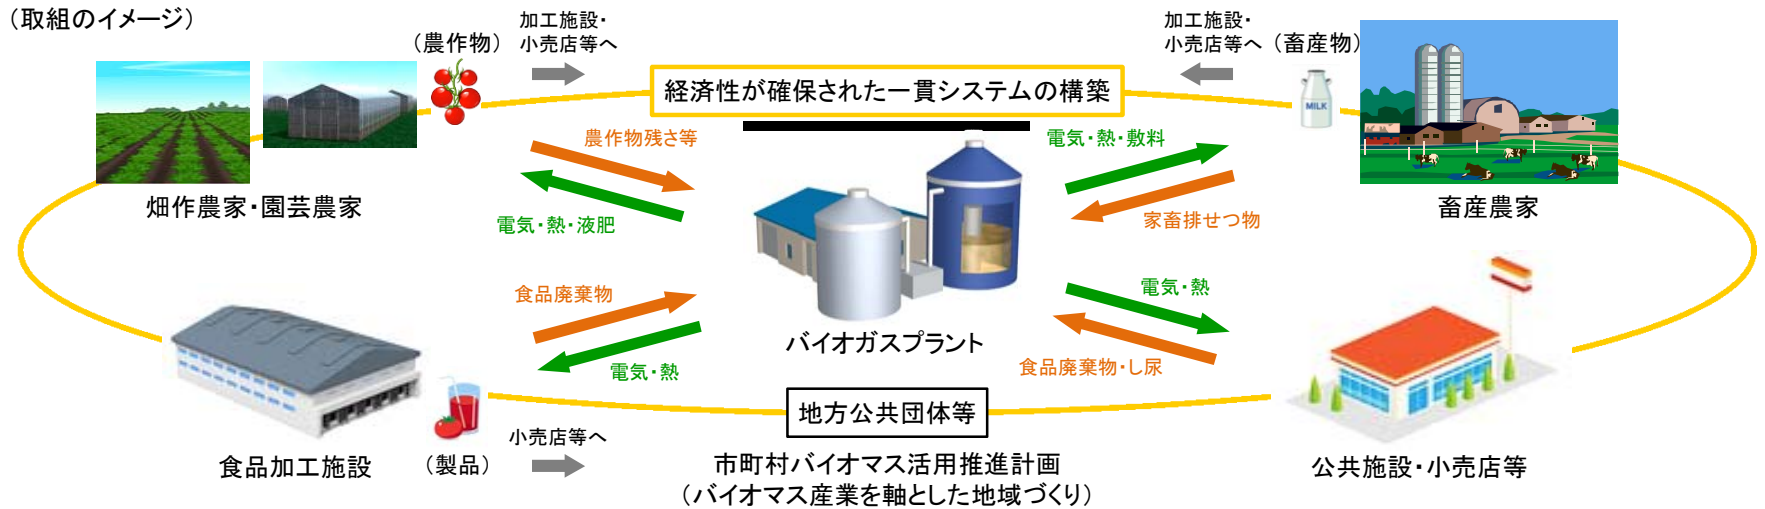 （取組のイメージ）
（農作物）
加工施設・
小売店等へ
加工施設・
小売店等へ
（畜産物）
経済性が確保された一貫システムの構築
MILK
農作物残さ等
電気・熱・敷料
畑作農家・園芸農家
電気・熱・液肥
家畜排せつ物
畜産農家
食品廃棄物
電気・熱
バイオガスプラント
電気・熱
食品廃棄物・し尿
地方公共団体等
食品加工施設
（製品）
小売店等へ
市町村バイオマス活用推進計画
（バイオマス産業を軸とした地域づくり）
公共施設・小売店等